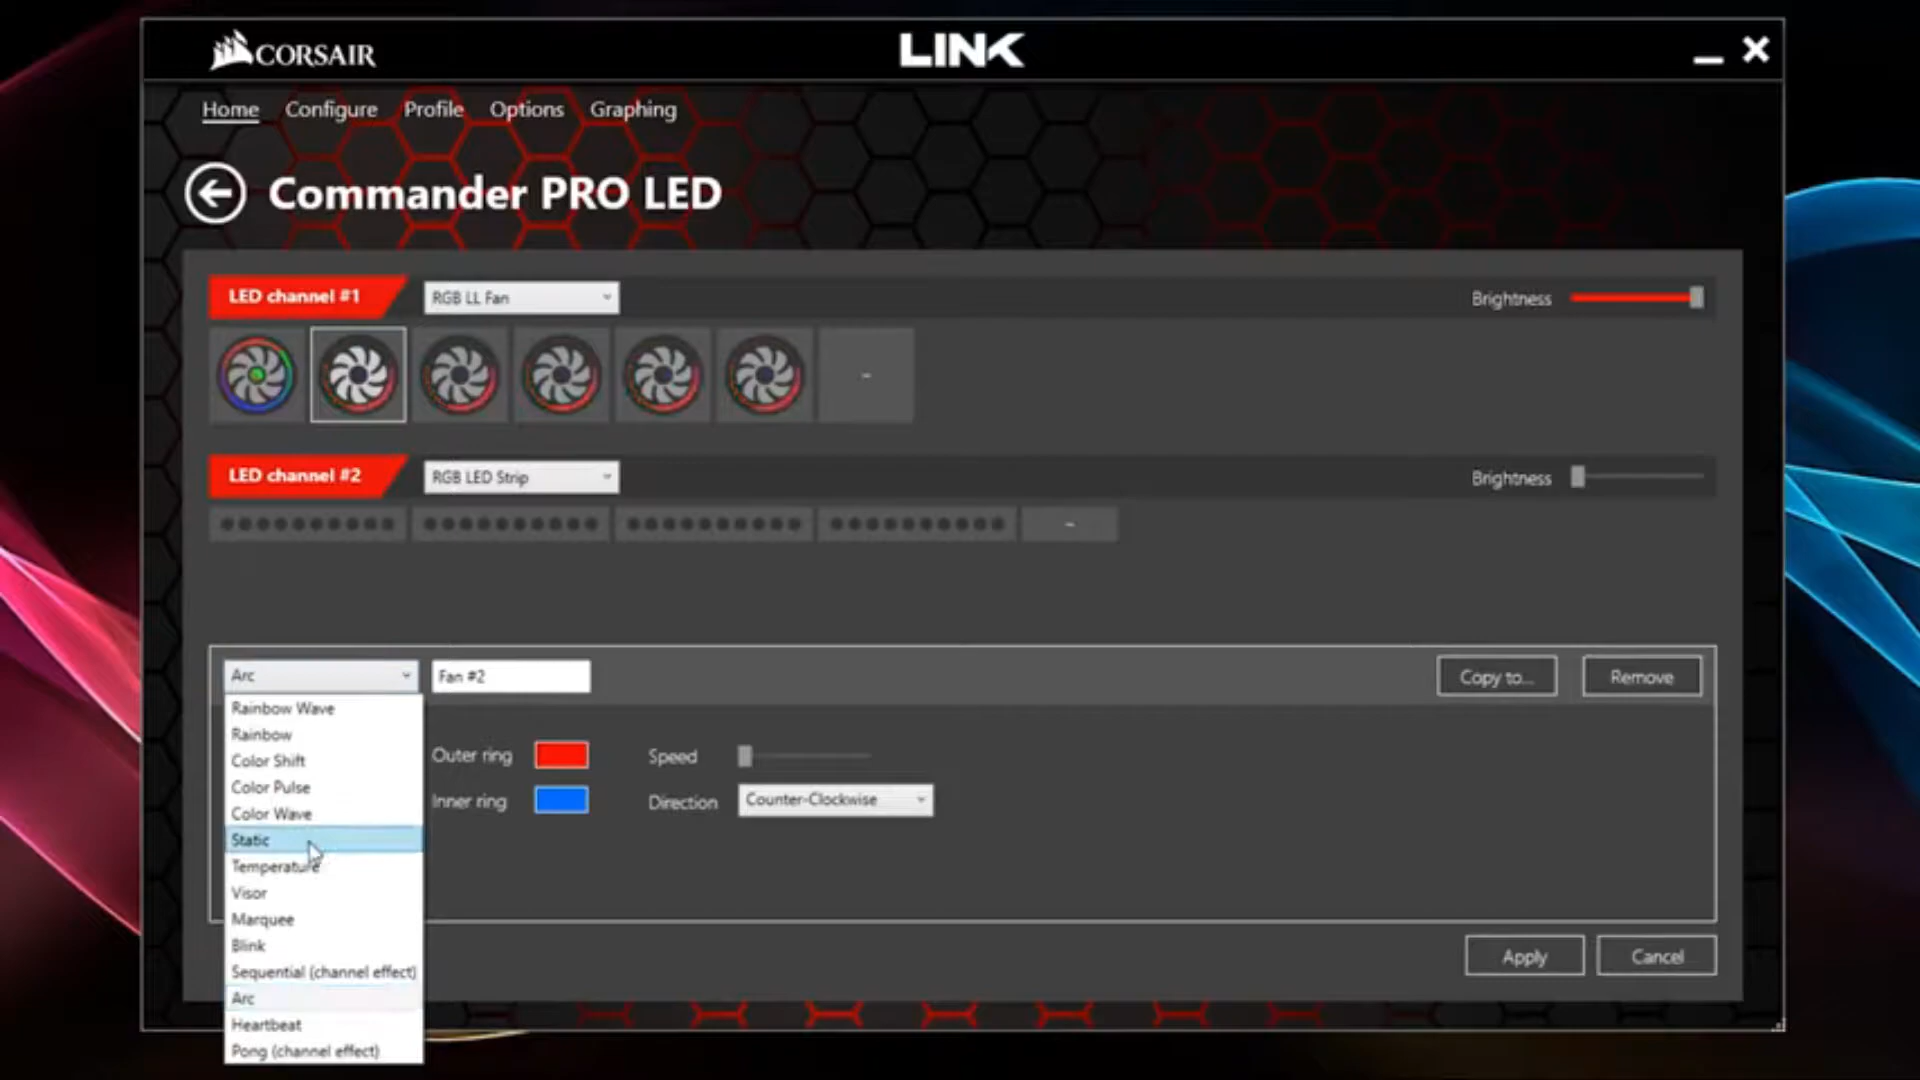 CORSAIR
LINK
Home Configure Profile Options Graphing
Commander PRO LED
LED channel #1 RGB LL Fan Brightness
-
LED channel #2 RGB LED Strip Brightness
-
Arc Fan #2 Copy to... Remove
Rainbow Wave
Rainbow
Color Shift
Color Pulse
Color Wave
Static
Temperature
Visor
Marquee
Blink
Sequential (channel effect)
Arc
Heartbeat
Pong (channel effect)
Outer ring Speed
Inner ring Direction Counter-Clockwise
Apply Cancel